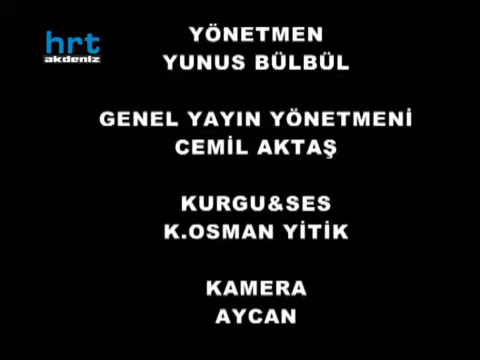 hrt
akdeniz
YÖNETMEN
YUNUS BÜLBÜL
GENEL YAYIN YÖNETMENİ
CEMİL AKTAŞ
KURGU&SES
K.OSMAN YİTİK
KAMERA
AYCAN